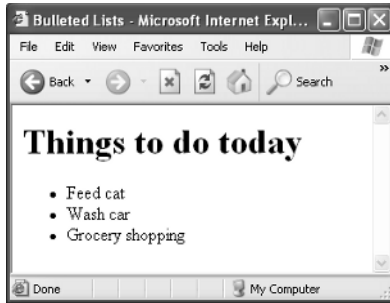 Bulleted Lists - Microsoft Internet Expl...
File Edit View Favorites Tools Help
Back Search »
Things to do today
• Feed cat
• Wash car
• Grocery shopping
Done My Computer